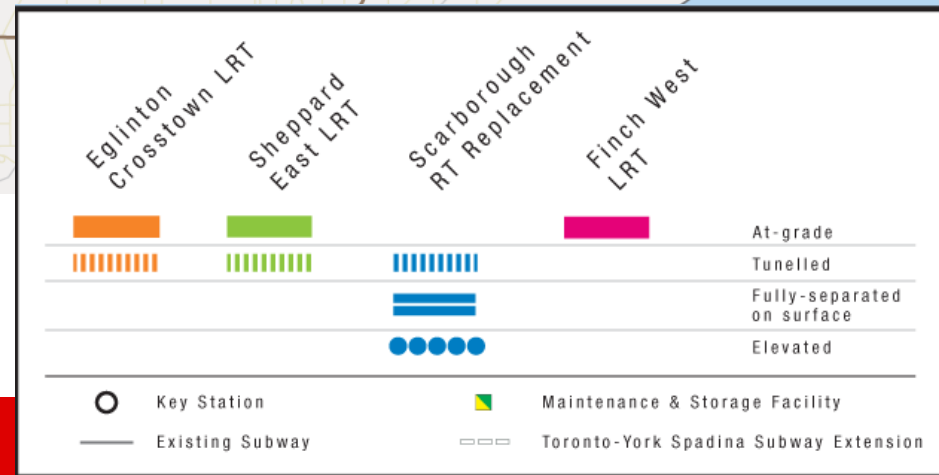 Eglinton
Crosstown LRT
Sheppard
East LRT
Scarborough
RT Replacement
Finch West
LRT
At-grade
Tunelled
Fully-separated
on surface
Elevated
Key Station
Maintenance & Storage Facility
Existing Subway
Toronto-York Spadina Subway Extension